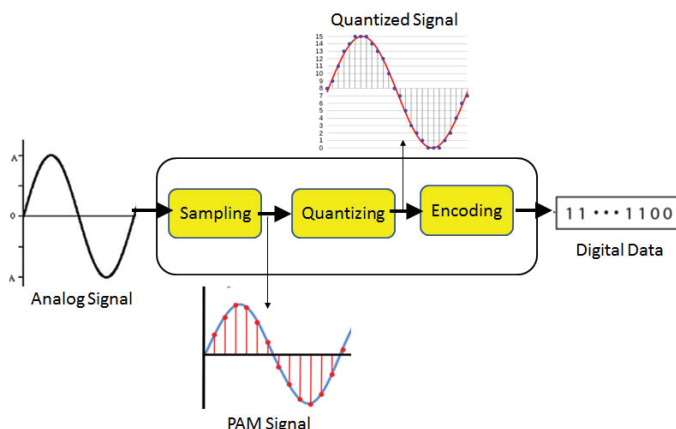 Quantized Signal
15
14
13
12
11
10
9
8
7
6
5
4
3
2
1
0
A
0
A
Sampling
Quantizing
Encoding
11 ••• 1100
Digital Data
Analog Signal
PAM Signal